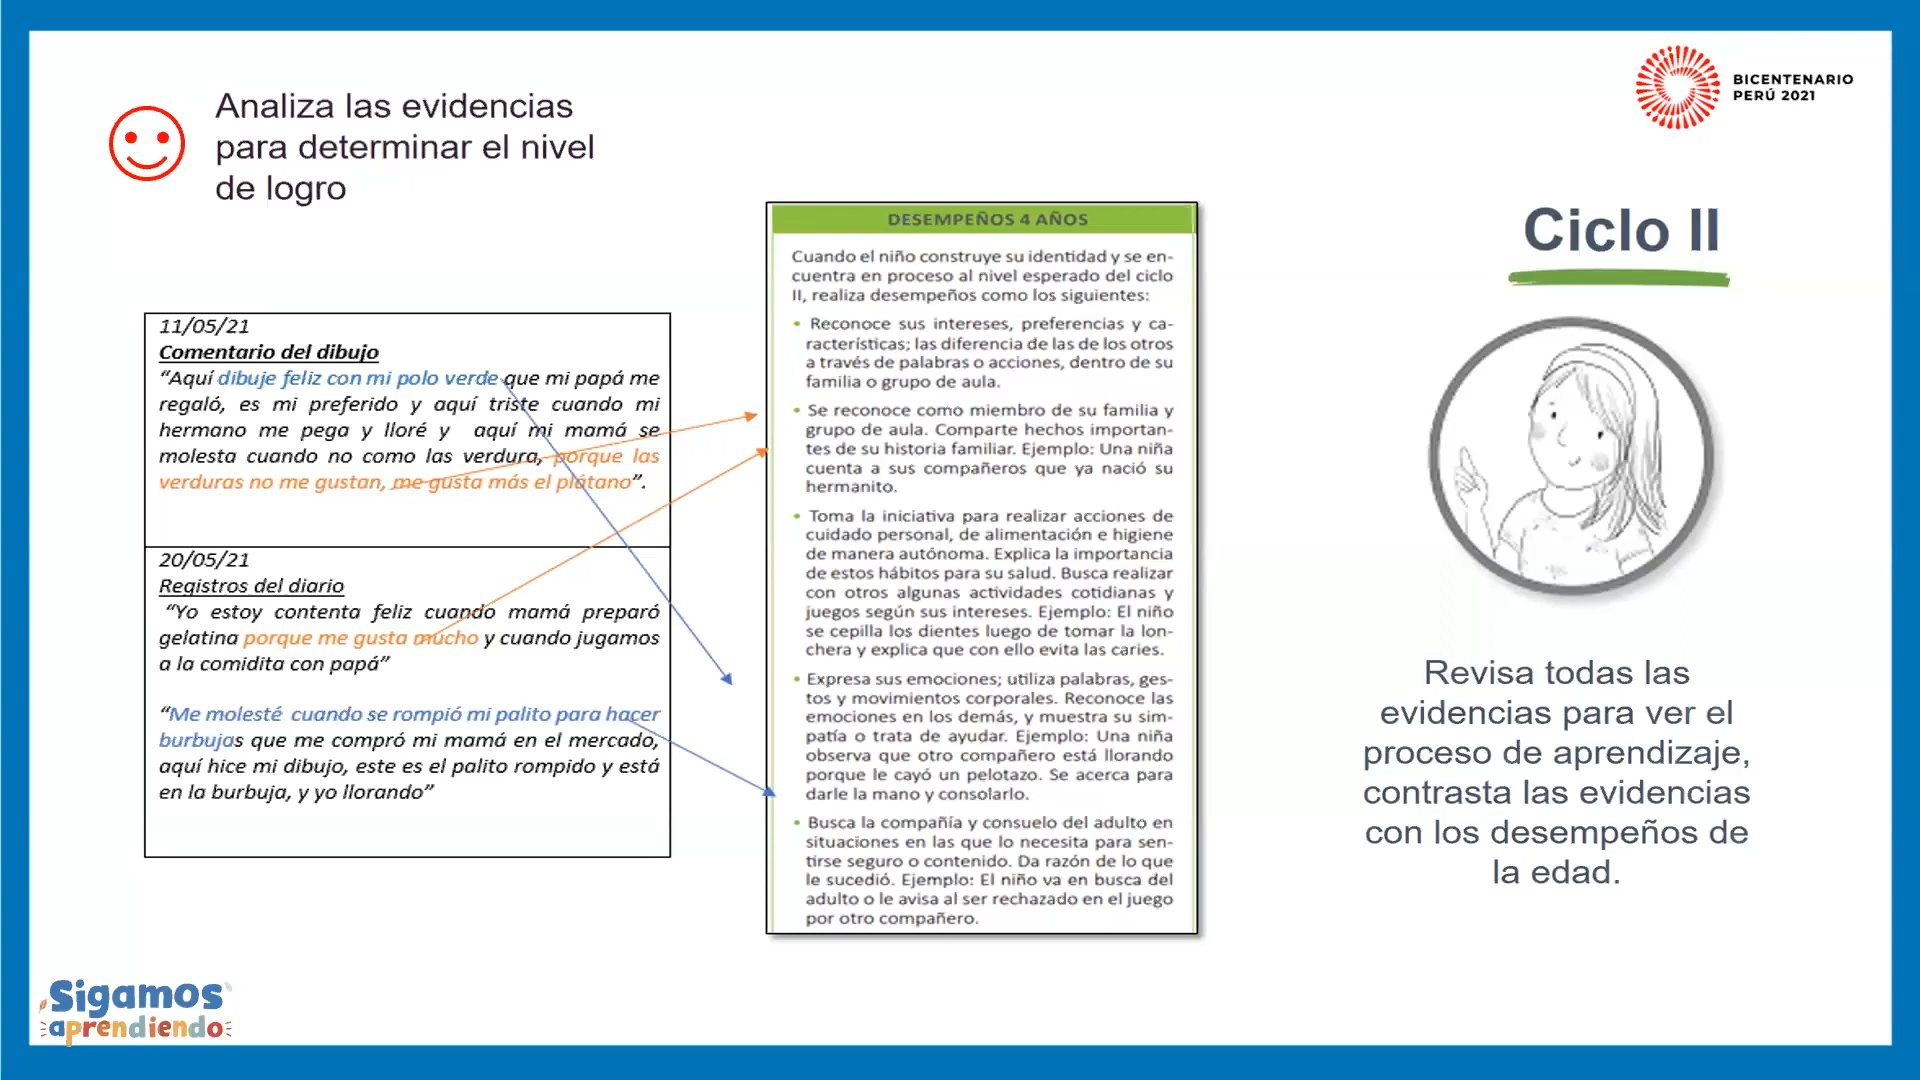 Analiza las evidencias
para determinar el nivel
de logro
BICENTENARIO
PERÚ 2021
Ciclo II
11/05/21
Comentario del dibujo
“Aquí dibuje feliz con mi polo verde que mi papá me
regaló, es mi preferido y aquí triste cuando mi
hermano me pega y lloré y aquí mi mamá se
molesta cuando no como las verdura, porque las
verduras no me gustan, me gusta más el plátano”.
20/05/21
Registros del diario
“Yo estoy contenta feliz cuando mamá preparó
gelatina porque me gusta mucho y cuando jugamos
a la comidita con papá”
“Me molesté cuando se rompió mi palito para hacer
burbujas que me compró mi mamá en el mercado,
aquí hice mi dibujo, este es el palito rompido y está
en la burbuja, y yo llorando”
DESEMPEÑOS 4 AÑOS
Cuando el niño construye su identidad y se en-
cuentra en proceso al nivel esperado del ciclo
II, realiza desempeños como los siguientes:
• Reconoce sus intereses, preferencias y ca-
racterísticas; las diferencia de las de los otros
a través de palabras o acciones, dentro de su
familia o grupo de aula.
• Se reconoce como miembro de su familia y
grupo de aula. Comparte hechos importan-
tes de su historia familiar. Ejemplo: Una niña
cuenta a sus compañeros que ya nació su
hermanito.
• Toma la iniciativa para realizar acciones de
cuidado personal, de alimentación e higiene
de manera autónoma. Explica la importancia
de estos hábitos para su salud. Busca realizar
con otros algunas actividades cotidianas y
juegos según sus intereses. Ejemplo: El niño
se cepilla los dientes luego de tomar la lon-
chera y explica que con ello evita las caries.
• Expresa sus emociones; utiliza palabras, ges-
tos y movimientos corporales. Reconoce las
emociones en los demás, y muestra su sim-
patía o trata de ayudar. Ejemplo: Una niña
observa que otro compañero está llorando
porque le cayó un pelotazo. Se acerca para
darle la mano y consolarlo.
• Busca la compañía y consuelo del adulto en
situaciones en las que lo necesita para sen-
tirse seguro o contenido. Da razón de lo que
le sucedió. Ejemplo: El niño va en busca del
adulto o le avisa al ser rechazado en el juego
por otro compañero.
Revisa todas las
evidencias para ver el
proceso de aprendizaje,
contrasta las evidencias
con los desempeños de
la edad.
Sigamos
aprendiendo